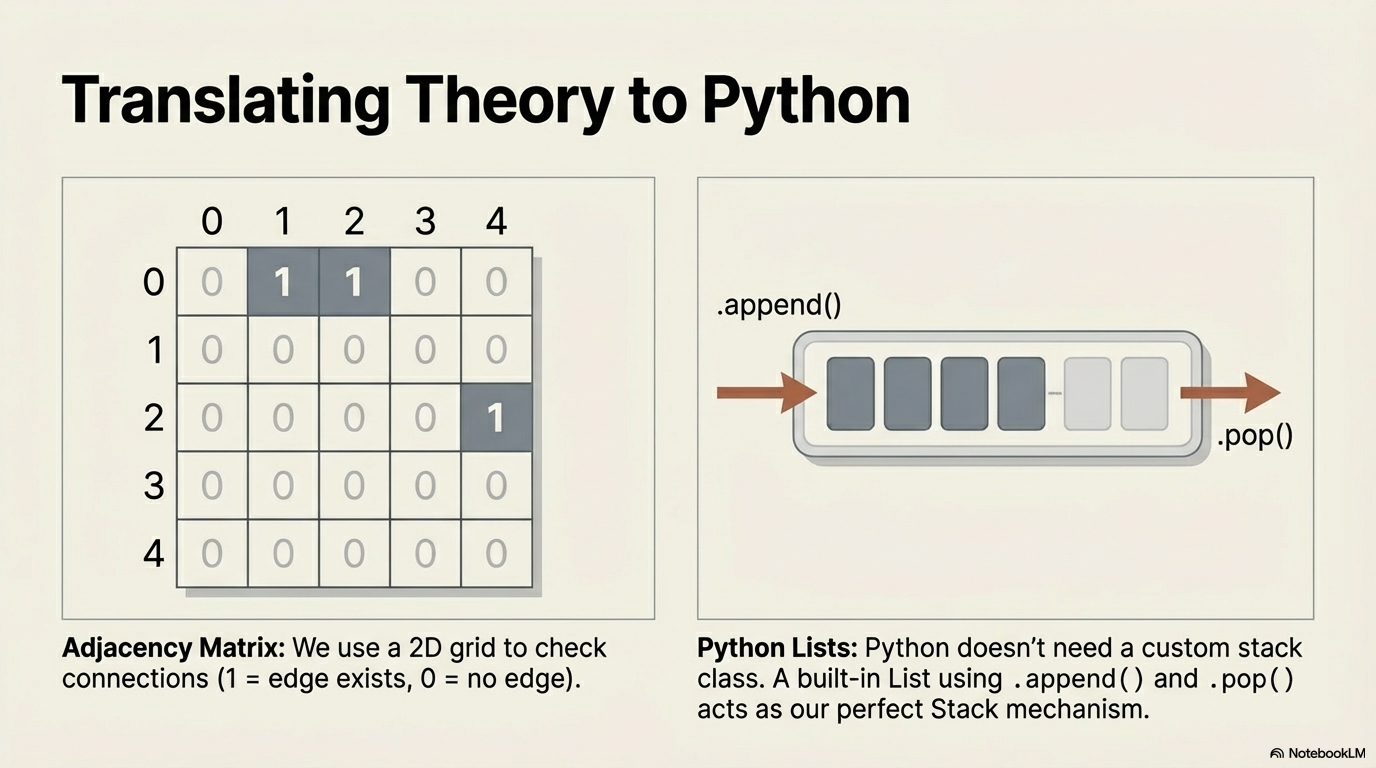 Translating Theory to Python
0 1 2 3 4
0 0 1 1 0 0
1 0 0 0 0 0
2 0 0 0 0 1
3 0 0 0 0 0
4 0 0 0 0 0
Adjacency Matrix: We use a 2D grid to check
connections (1 = edge exists, 0 = no edge).
.append()
.pop()
Python Lists: Python doesn’t need a custom stack
class. A built-in List using .append() and .pop()
acts as our perfect Stack mechanism.
NotebookLM